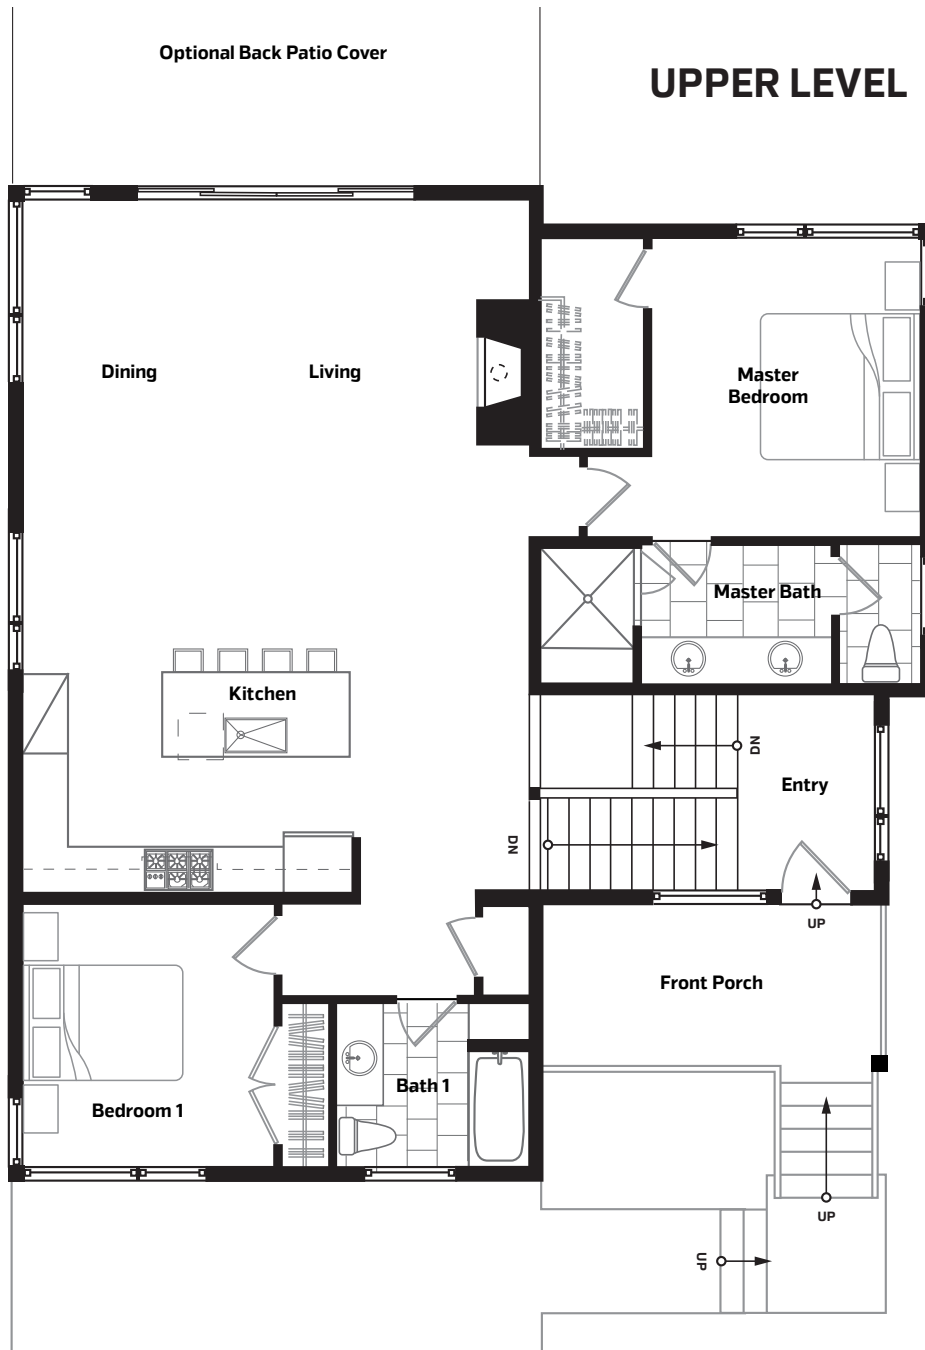 Optional Back Patio Cover
UPPER LEVEL
Dining
Living
Master
Bedroom
Master Bath
Kitchen
DN
Entry
DN
UP
Front Porch
Bath 1
Bedroom 1
UP
UP